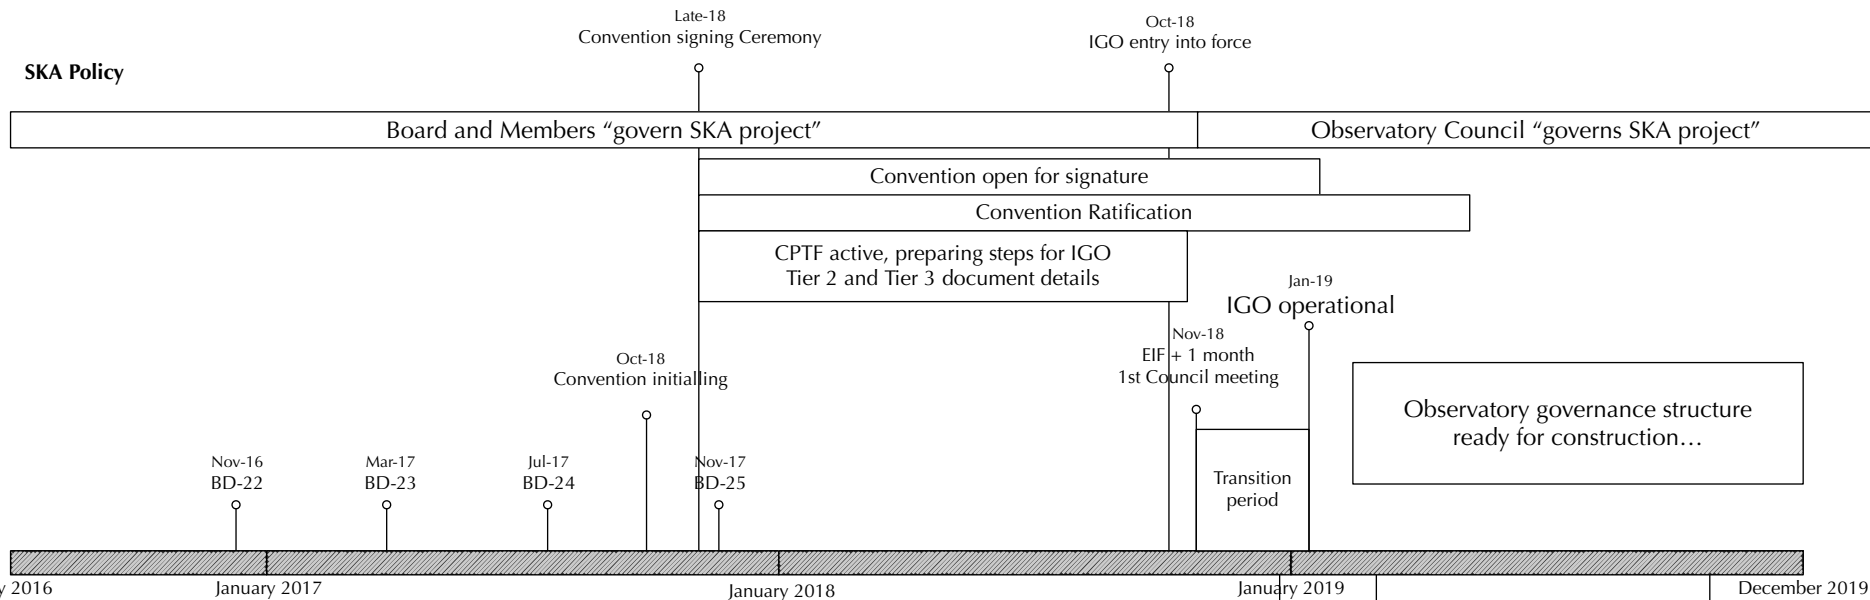 Late-18
Convention signing Ceremony
Oct-18
IGO entry into force
SKA Policy
Board and Members “govern SKA project”
Observatory Council “governs SKA project”
Convention open for signature
Convention Ratification
CPTF active, preparing steps for IGO
Tier 2 and Tier 3 document details
Jan-19
IGO operational
Nov-18
EIF + 1 month
1st Council meeting
Oct-18
Convention initialling
Observatory governance structure
ready for construction…
Nov-16
BD-22
Mar-17
BD-23
Jul-17
BD-24
Nov-17
BD-25
Transition
period
y 2016
January 2017
January 2018
January 2019
December 2019